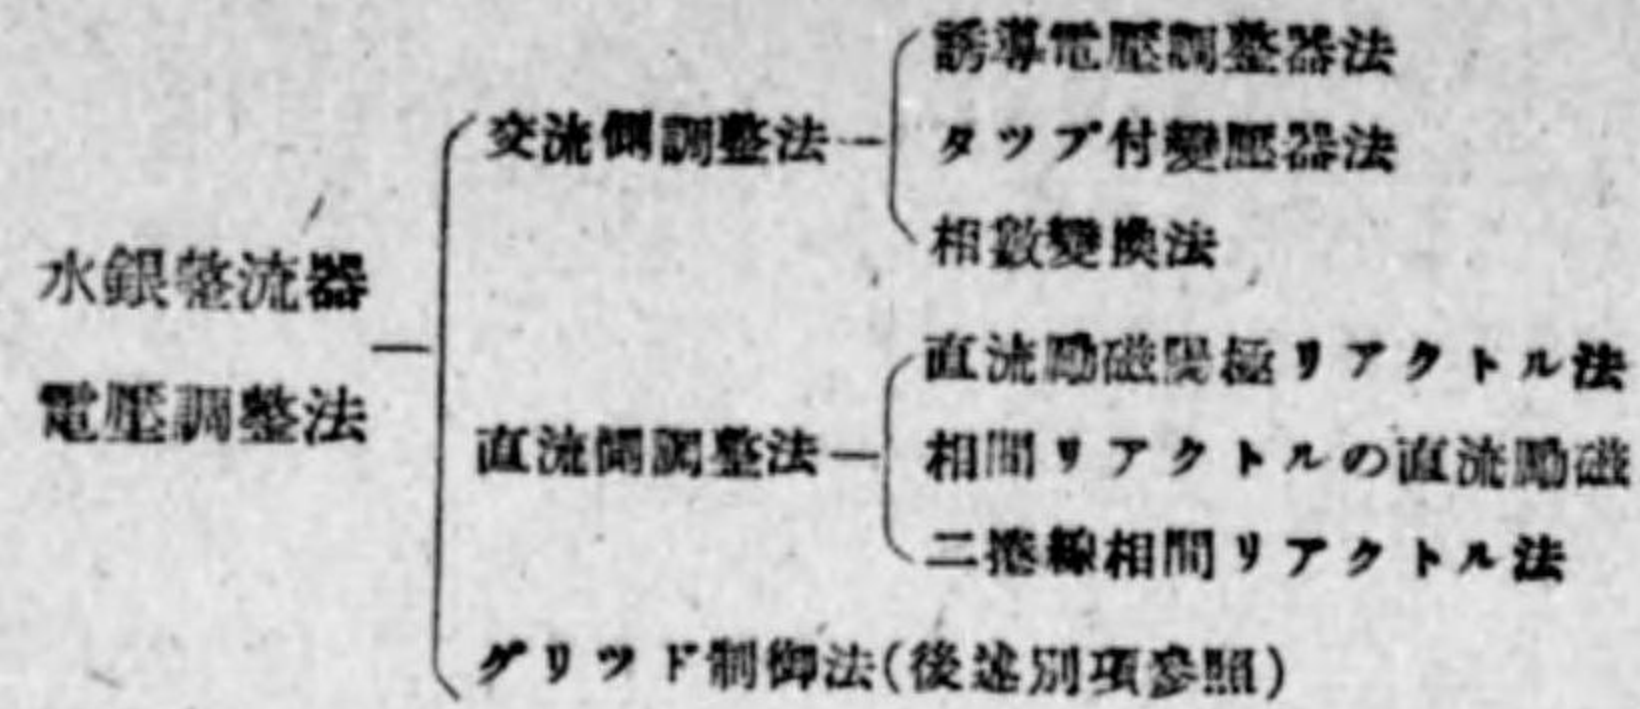 水銀整流器
電壓調整法
交流側調整法
誘導電壓調整器法
タツプ付變壓器法
相數變換法
直流側調整法
直流勵磁陽極リアクトル法
相間リアクトルの直流勵磁
二捲線相間リアクトル法
グリツド制御法(後述別項參照)